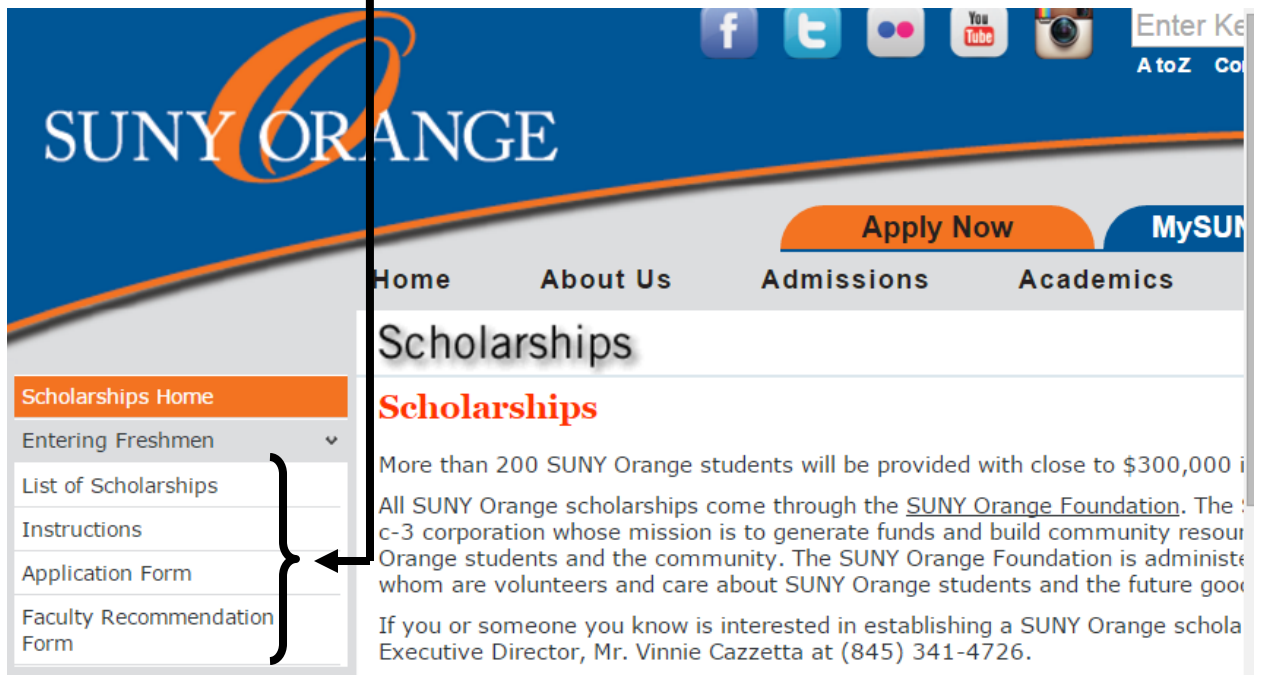 You
Tube
Enter Ke
A to Z Co
SUNY ORANGE
Apply Now MySUN
Home About Us Admissions Academics
Scholarships
Scholarships Home
Entering Freshmen
List of Scholarships
Instructions
Application Form
Faculty Recommendation
Form
Scholarships
More than 200 SUNY Orange students will be provided with close to $300,000 i
All SUNY Orange scholarships come through the SUNY Orange Foundation. The
c-3 corporation whose mission is to generate funds and build community resour
Orange students and the community. The SUNY Orange Foundation is administe
whom are volunteers and care about SUNY Orange students and the future goo
If you or someone you know is interested in establishing a SUNY Orange schola
Executive Director, Mr. Vinnie Cazzetta at (845) 341-4726.